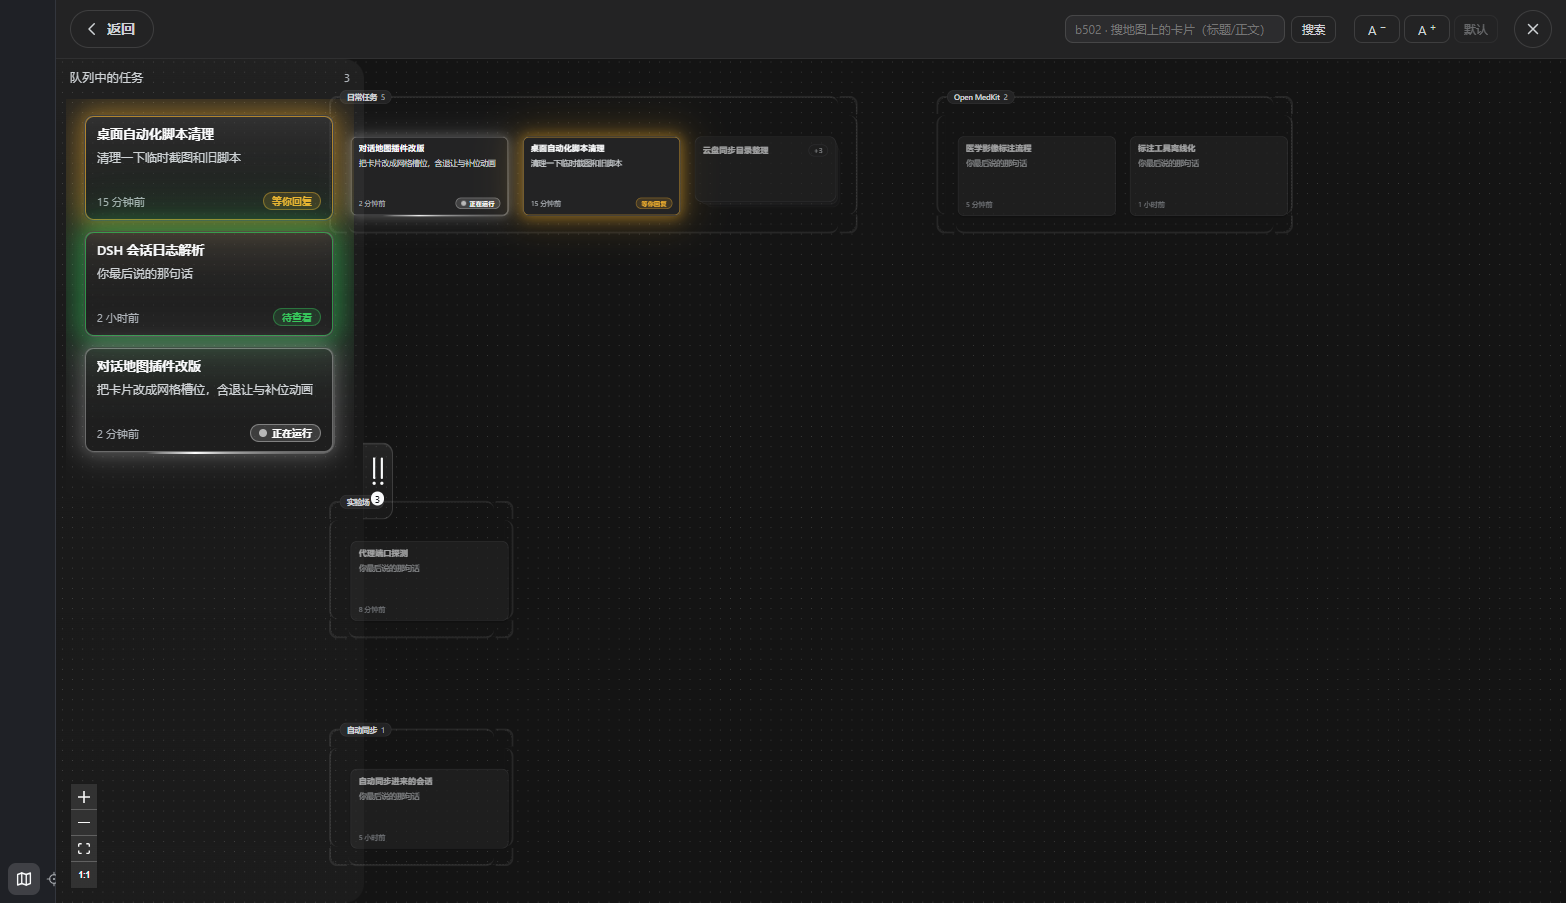 返回
b502 · 搜地图上的卡片（标题/正文）
搜索
A⁻
A⁺
默认
队列中的任务
3
桌面自动化脚本清理
清理一下临时截图和旧脚本
15 分钟前
等你回复
DSH 会话日志解析
你最后说的那句话
2 小时前
待查看
对话地图插件改版
把卡片改成网格槽位，含退让与补位动画
2 分钟前
正在运行
日常任务 5
对话地图插件改版
把卡片改成网格槽位，含退让与补位动画
2 分钟前
正在运行
桌面自动化脚本清理
清理一下临时截图和旧脚本
15 分钟前
等你回复
云盘同步目录整理
+3
Open MedKit 2
医学影像标注流程
你最后说的那句话
5 分钟前
标注工具离线化
你最后说的那句话
1 小时前
!!
3
实验场
代理端口探测
你最后说的那句话
8 分钟前
自动同步 1
自动同步进来的会话
你最后说的那句话
5 小时前
1:1